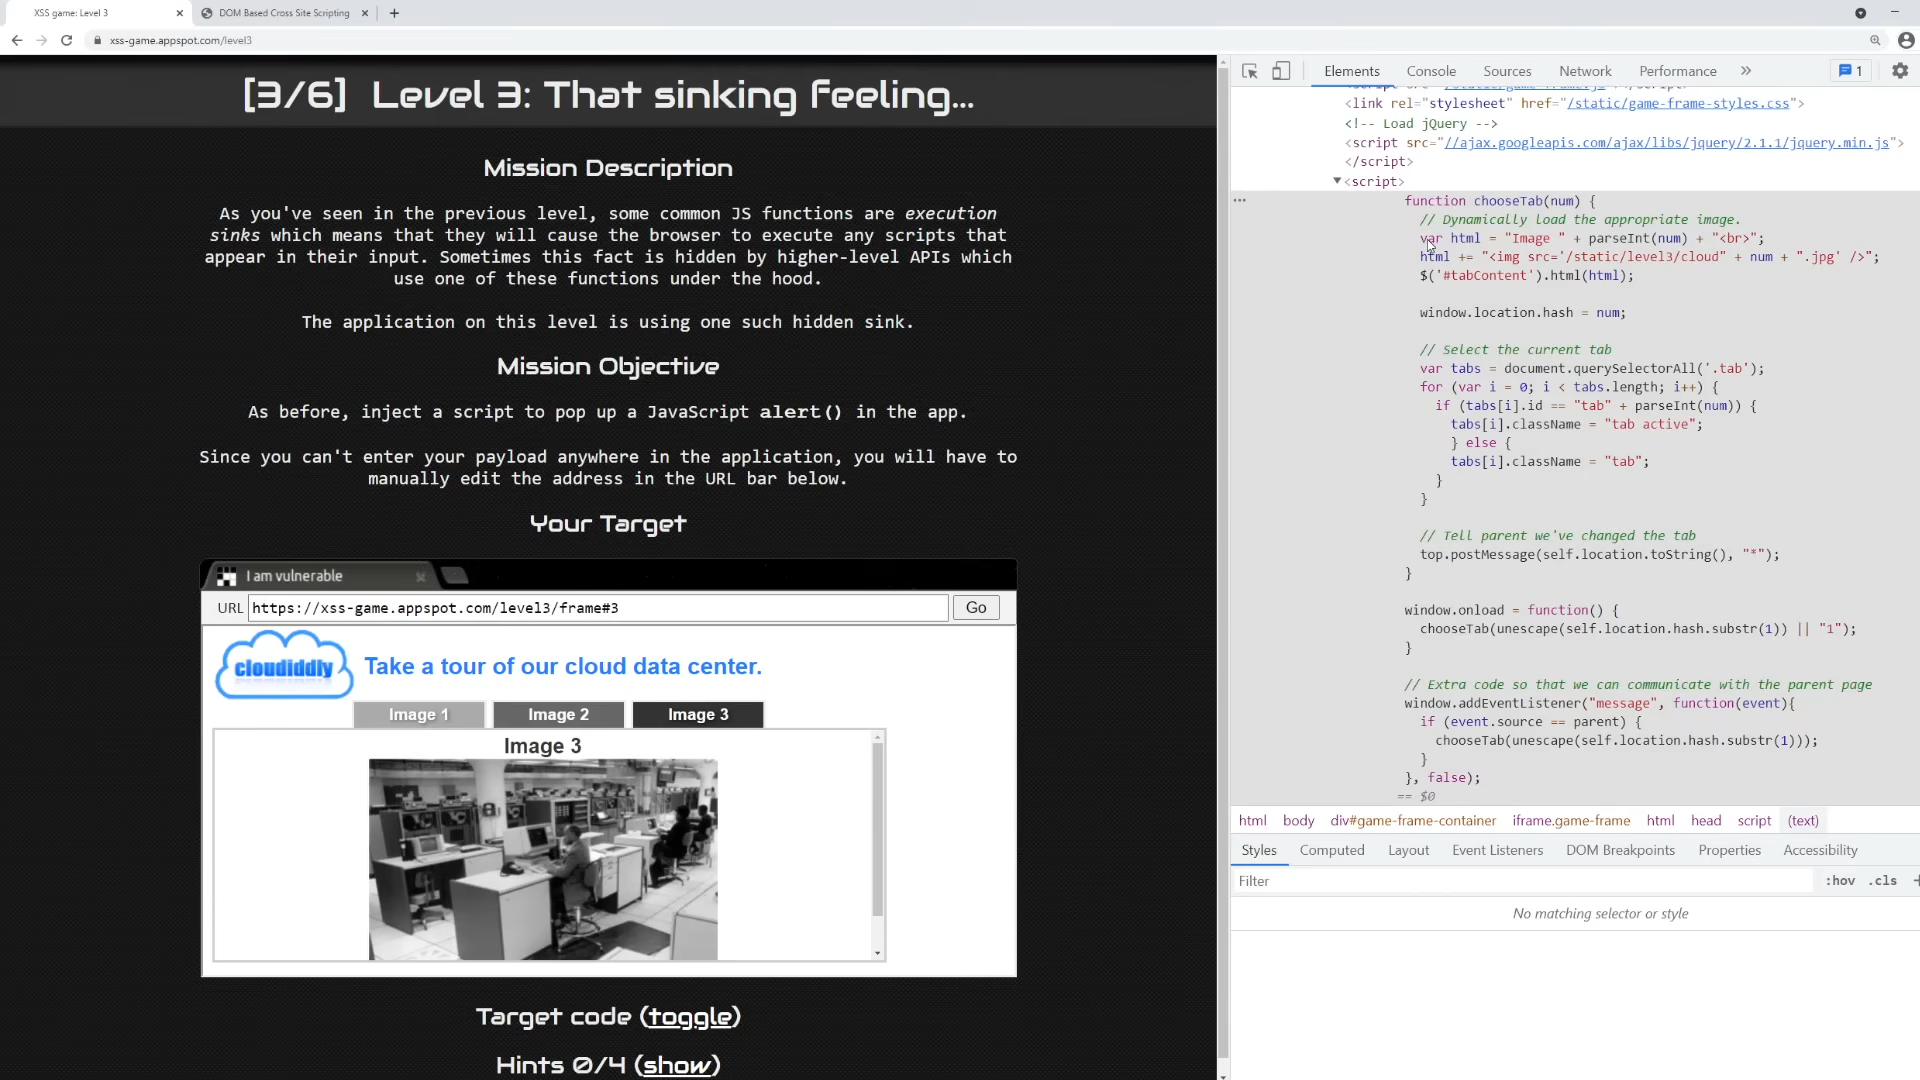 XSS game: Level 3
DOM Based Cross Site Scripting
xss-game.appspot.com/level3
[3/6] Level 3: That sinking feeling...
Mission Description
As you've seen in the previous level, some common JS functions are execution
sinks which means that they will cause the browser to execute any scripts that
appear in their input. Sometimes this fact is hidden by higher-level APIs which
use one of these functions under the hood.
The application on this level is using one such hidden sink.
Mission Objective
As before, inject a script to pop up a JavaScript alert() in the app.
Since you can't enter your payload anywhere in the application, you will have to
manually edit the address in the URL bar below.
Your Target
I am vulnerable
URL https://xss-game.appspot.com/level3/frame#3 Go
cloudiddly
Take a tour of our cloud data center.
Image 1 Image 2 Image 3
Image 3
Target code (toggle)
Hints 0/4 (show)
Elements Console Sources Network Performance » 1
<script src="/static/game-frame.js"></script>
<link rel="stylesheet" href="/static/game-frame-styles.css">
<!-- Load jQuery -->
<script src="//ajax.googleapis.com/ajax/libs/jquery/2.1.1/jquery.min.js">
</script>
<script>
function chooseTab(num) {
// Dynamically load the appropriate image.
var html = "Image " + parseInt(num) + "<br>";
html += "<img src='/static/level3/cloud" + num + ".jpg' />";
$('#tabContent').html(html);
window.location.hash = num;
// Select the current tab
var tabs = document.querySelectorAll('.tab');
for (var i = 0; i < tabs.length; i++) {
if (tabs[i].id == "tab" + parseInt(num)) {
tabs[i].className = "tab active";
} else {
tabs[i].className = "tab";
}
}
// Tell parent we've changed the tab
top.postMessage(self.location.toString(), "*");
}
window.onload = function() {
chooseTab(unescape(self.location.hash.substr(1)) || "1");
}
// Extra code so that we can communicate with the parent page
window.addEventListener("message", function(event){
if (event.source == parent) {
chooseTab(unescape(self.location.hash.substr(1)));
}
}, false);
== $0
html body div#game-frame-container iframe.game-frame html head script (text)
Styles Computed Layout Event Listeners DOM Breakpoints Properties Accessibility
Filter :hov .cls +
No matching selector or style